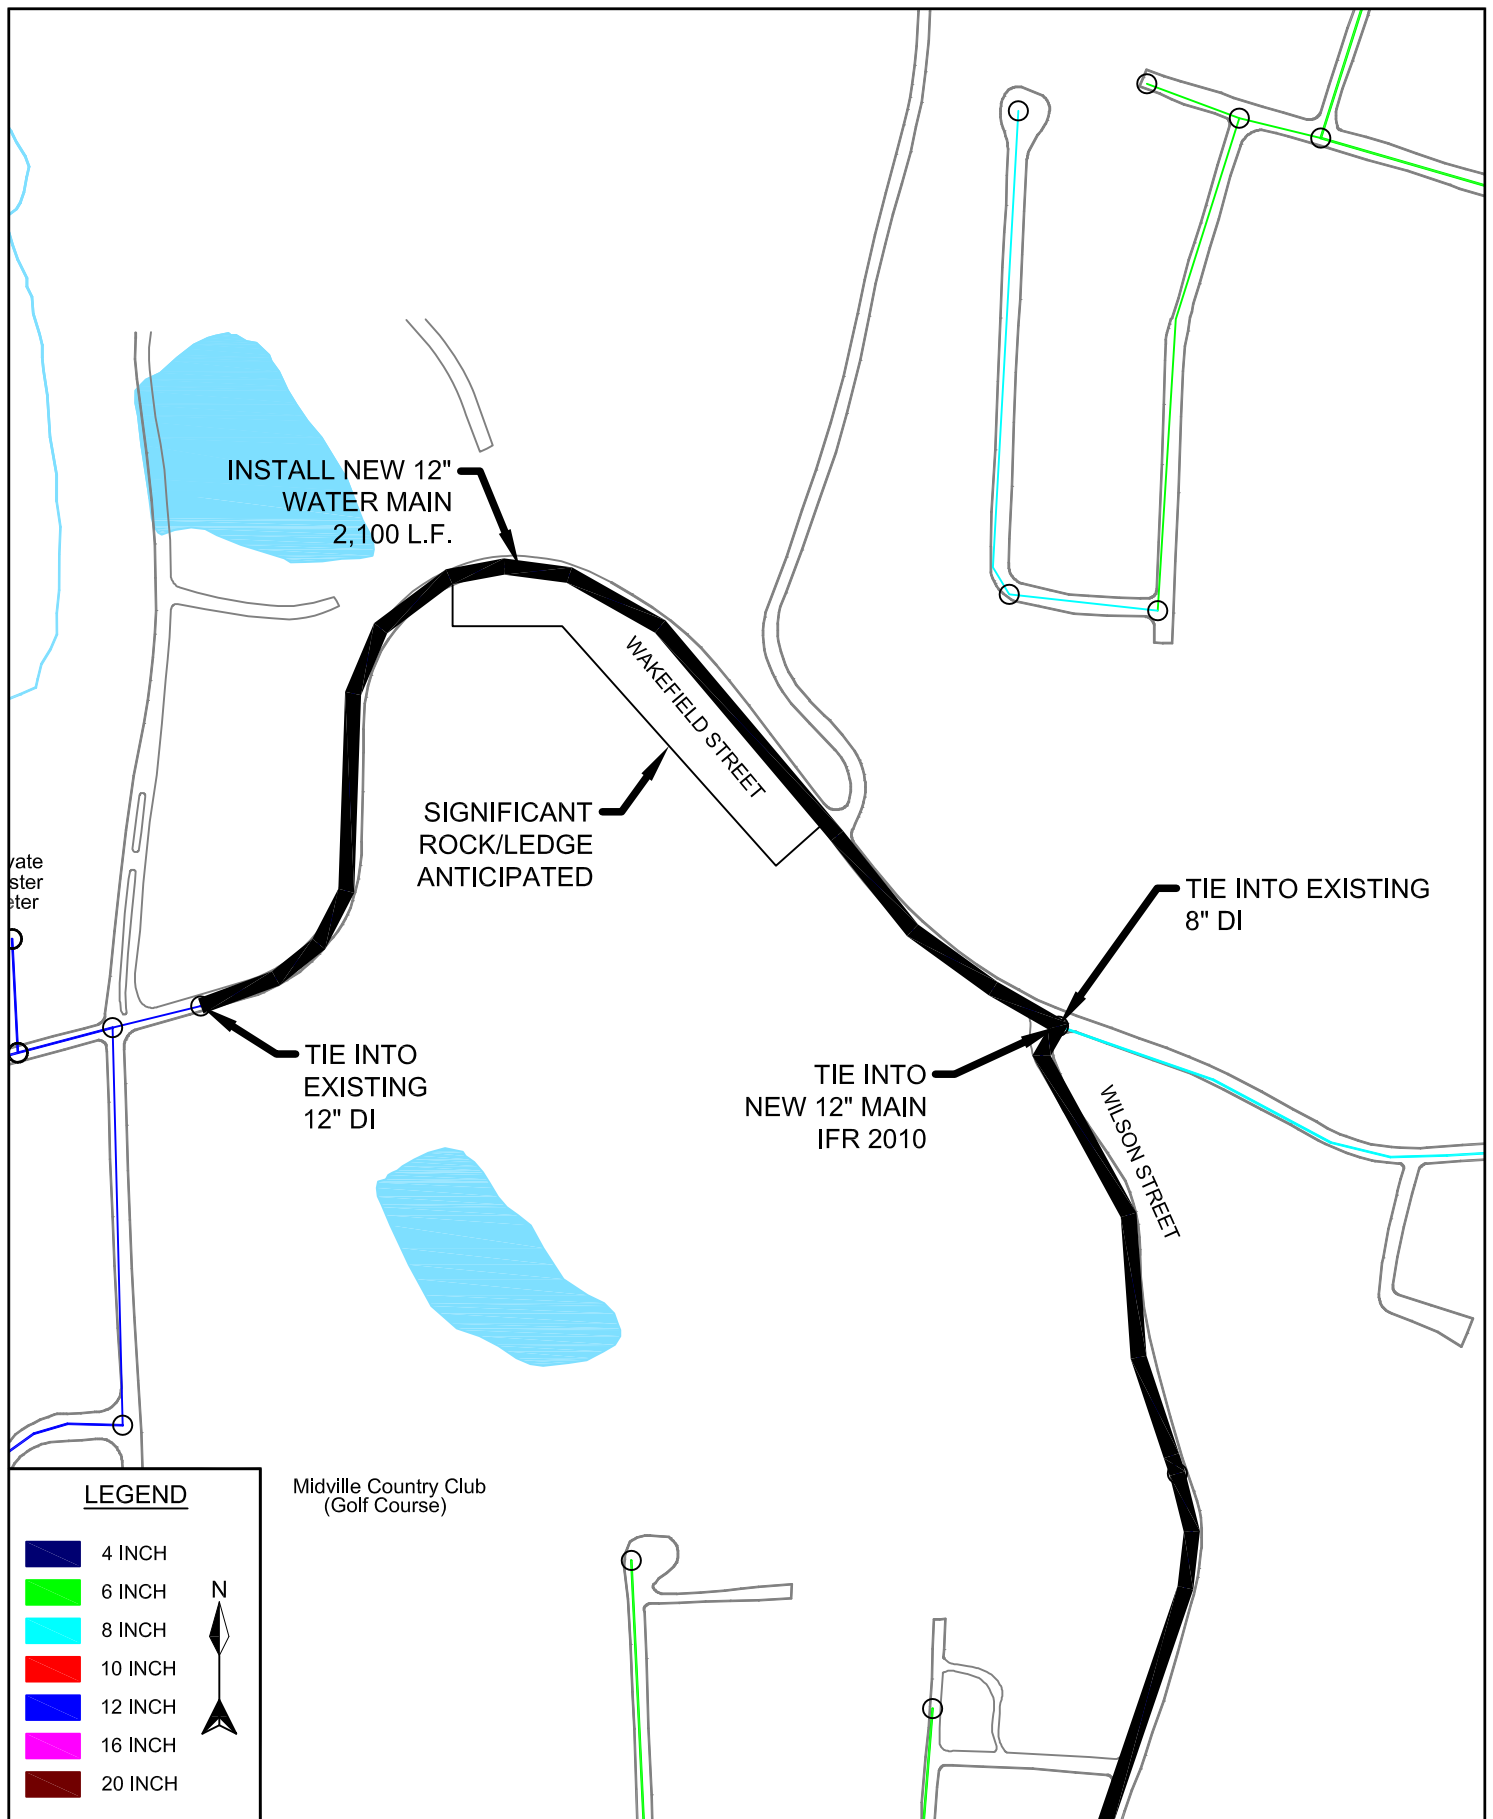 INSTALL NEW 12"
WATER MAIN
2,100 L.F.
WAKEFIELD STREET
SIGNIFICANT
ROCK/LEDGE
ANTICIPATED
TIE INTO EXISTING
8" DI
TIE INTO
EXISTING
12" DI
TIE INTO
NEW 12" MAIN
IFR 2010
WILSON STREET
Midville Country Club
(Golf Course)
LEGEND
4 INCH
6 INCH
8 INCH
10 INCH
12 INCH
16 INCH
20 INCH
N